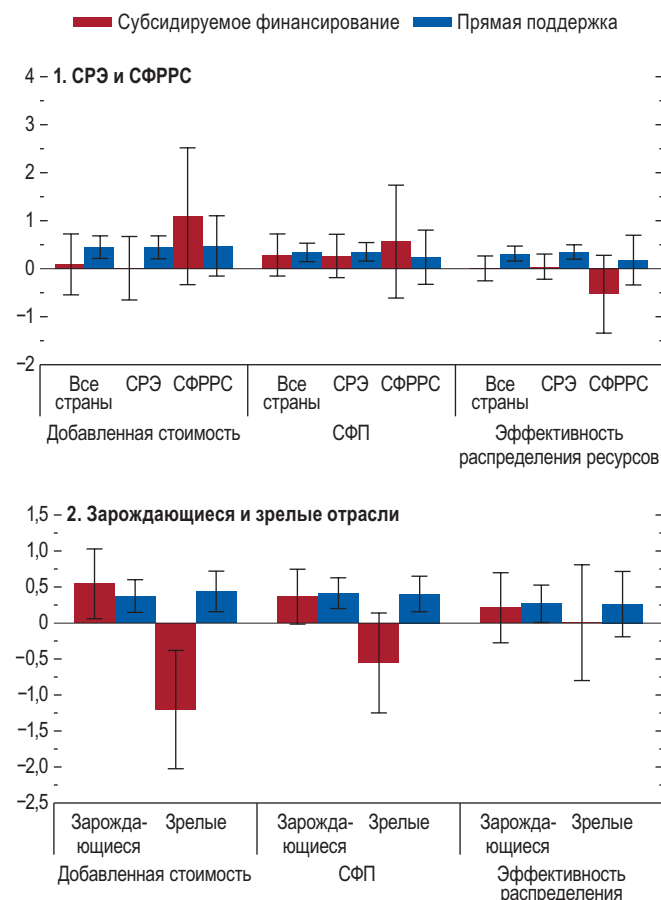 Субсидируемое финансирование Прямая поддержка
1. СРЭ и СФРРС
4
3
2
1
0
−1
−2
Все страны СРЭ СФРРС Все страны СРЭ СФРРС Все страны СРЭ СФРРС
Добавленная стоимость СФП Эффективность
распределения ресурсов
2. Зарождающиеся и зрелые отрасли
1,5
1,0
0,5
0
−0,5
−1,0
−1,5
−2,0
−2,5
Зарожда- Зрелые Зарожда- Зрелые Зарожда- Зрелые
ющиеся ющиеся ющиеся
Добавленная стоимость СФП Эффективность
распределения